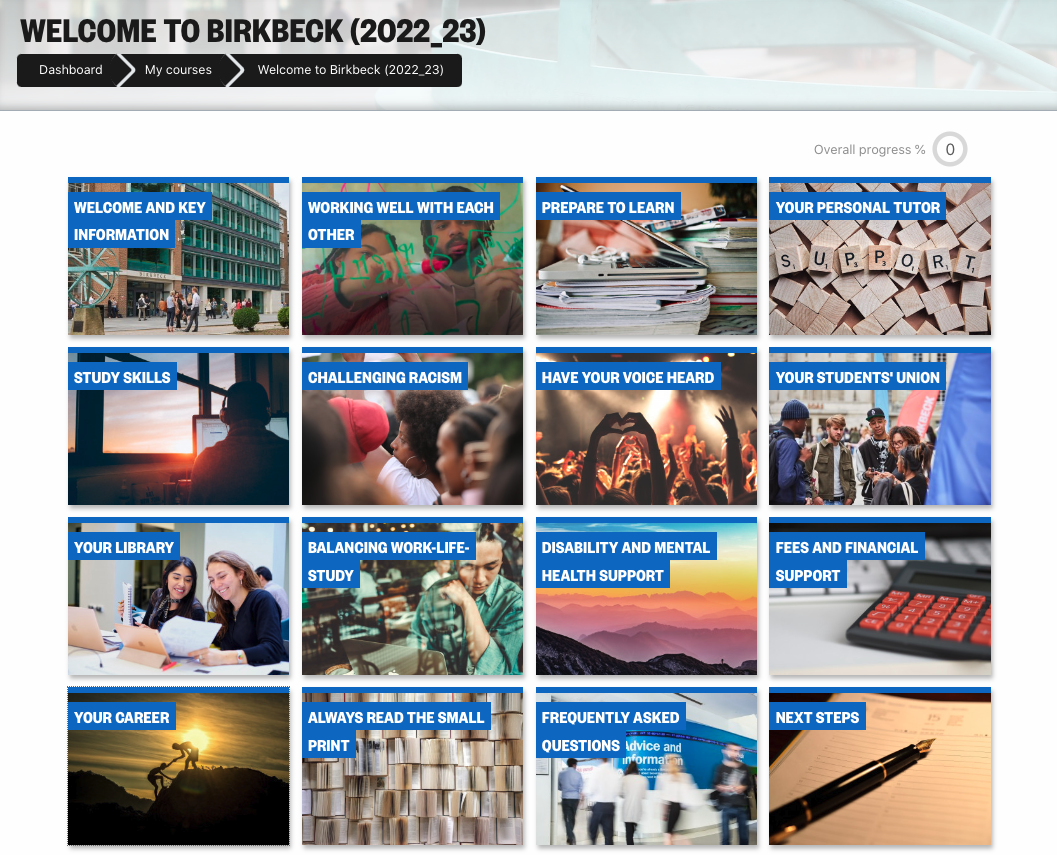 WELCOME TO BIRKBECK (2022_23)
Dashboard
My courses
Welcome to Birkbeck (2022_23)
Overall progress % 0
WELCOME AND KEY
INFORMATION
BIRKBECK
WORKING WELL WITH EACH
OTHER
PREPARE TO LEARN
YOUR PERSONAL TUTOR
SUPPORT
STUDY SKILLS
CHALLENGING RACISM
HAVE YOUR VOICE HEARD
YOUR STUDENTS' UNION
YOUR LIBRARY
BALANCING WORK-LIFE-
STUDY
DISABILITY AND MENTAL
HEALTH SUPPORT
FEES AND FINANCIAL
SUPPORT
YOUR CAREER
ALWAYS READ THE SMALL
PRINT
FREQUENTLY ASKED
QUESTIONS
Advice and
information
NEXT STEPS